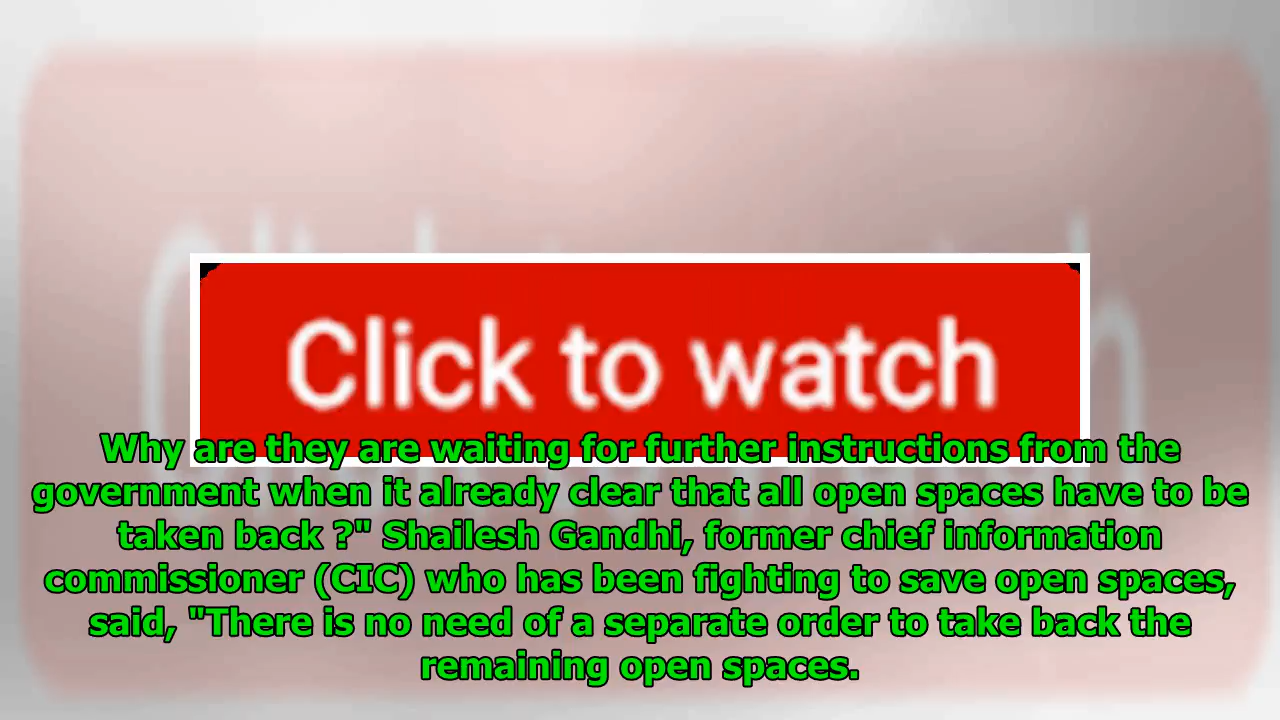 Click to watch
Why are they are waiting for further instructions from the
government when it already clear that all open spaces have to be
taken back ?" Shailesh Gandhi, former chief information
commissioner (CIC) who has been fighting to save open spaces,
said, "There is no need of a separate order to take back the
remaining open spaces.